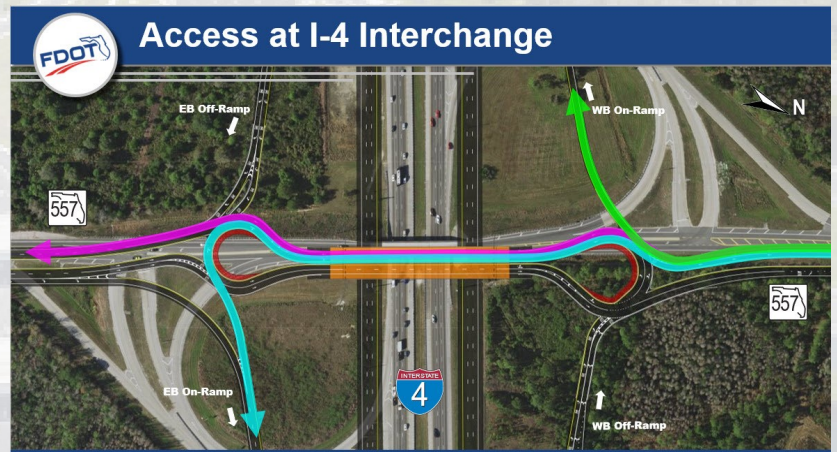 FDOT
Access at I-4 Interchange
EB Off-Ramp
WB On-Ramp
N
557
557
INTERSTATE
4
EB On-Ramp
WB Off-Ramp